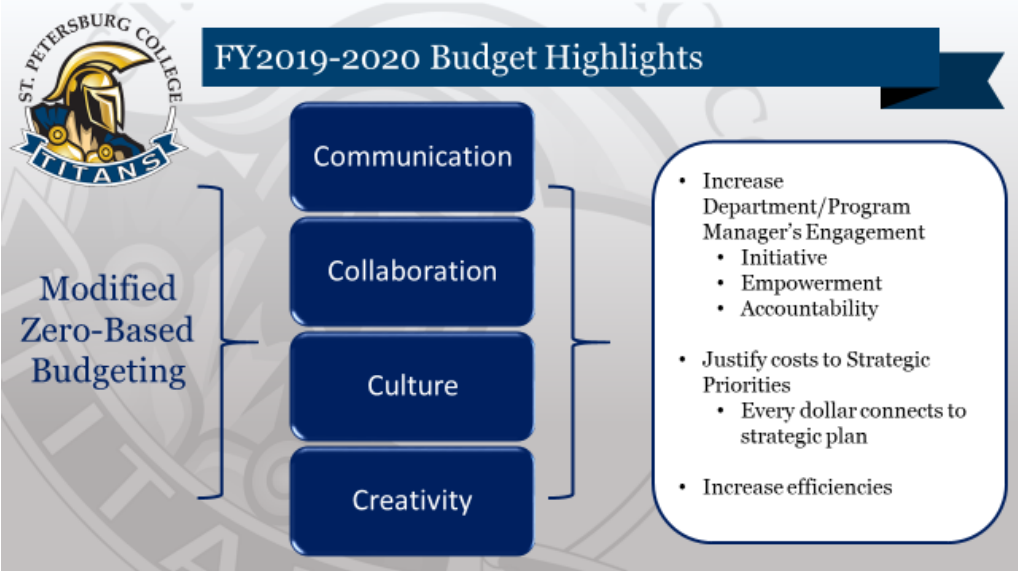 ST. PETERSBURG COLLEGE
TITANS
FY2019-2020 Budget Highlights
Modified
Zero-Based
Budgeting
Communication
Collaboration
Culture
Creativity
• Increase
Department/Program
Manager's Engagement
• Initiative
• Empowerment
• Accountability
• Justify costs to Strategic
Priorities
• Every dollar connects to
strategic plan
• Increase efficiencies